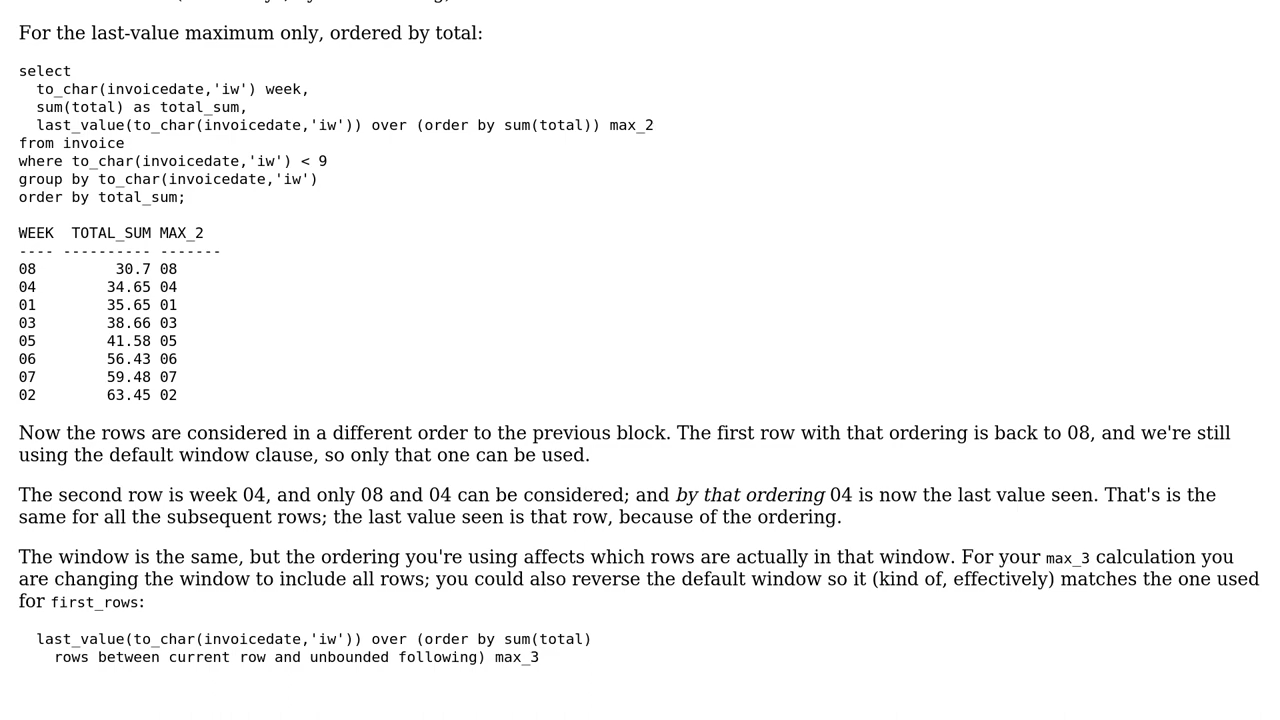 For the last-value maximum only, ordered by total:
select
  to_char(invoicedate,'iw') week,
  sum(total) as total_sum,
  last_value(to_char(invoicedate,'iw')) over (order by sum(total)) max_2
from invoice
where to_char(invoicedate,'iw') < 9
group by to_char(invoicedate,'iw')
order by total_sum;
WEEK  TOTAL_SUM MAX_2
---- ---------- -------
08         30.7 08
04        34.65 04
01        35.65 01
03        38.66 03
05        41.58 05
06        56.43 06
07        59.48 07
02        63.45 02
Now the rows are considered in a different order to the previous block. The first row with that ordering is back to 08, and we're still
using the default window clause, so only that one can be used.
The second row is week 04, and only 08 and 04 can be considered; and by that ordering 04 is now the last value seen. That's is the
same for all the subsequent rows; the last value seen is that row, because of the ordering.
The window is the same, but the ordering you're using affects which rows are actually in that window. For your max_3 calculation you
are changing the window to include all rows; you could also reverse the default window so it (kind of, effectively) matches the one used
for first_rows:
  last_value(to_char(invoicedate,'iw')) over (order by sum(total)
    rows between current row and unbounded following) max_3